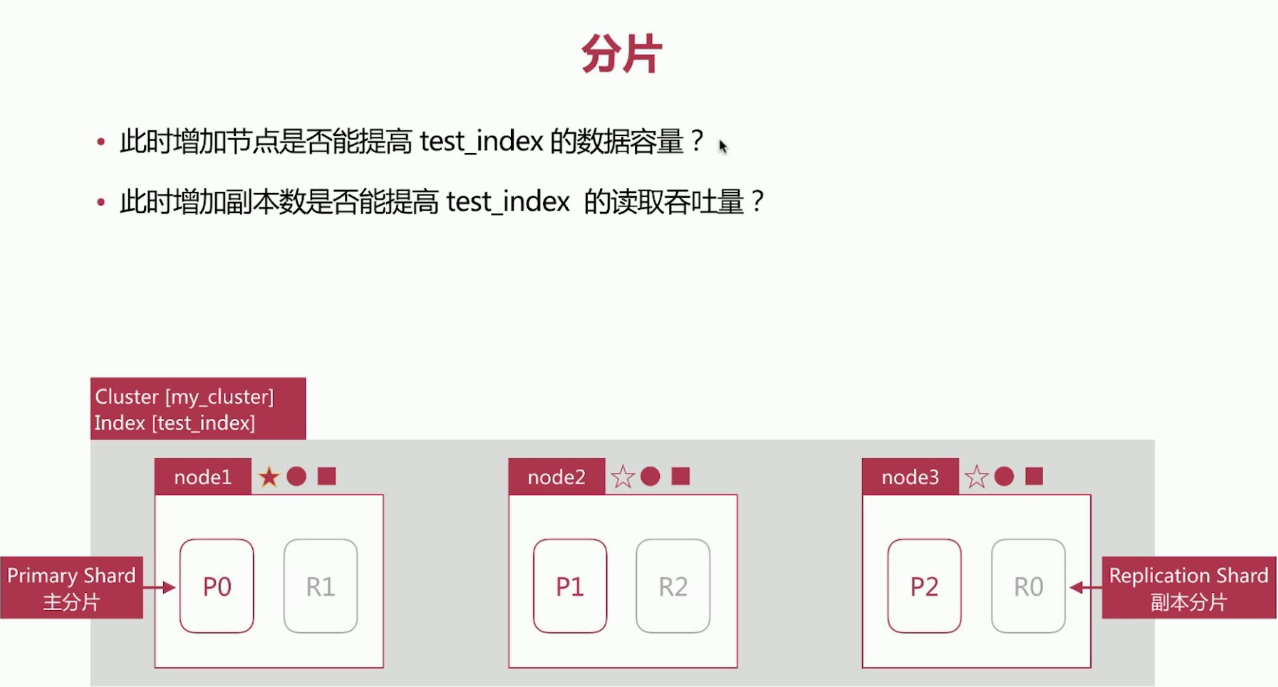 分片
• 此时增加节点是否能提高 test_index 的数据容量？
• 此时增加副本数是否能提高 test_index 的读取吞吐量？
Cluster [my_cluster]
Index [test_index]
node1
node2
node3
Primary Shard
主分片
P0
R1
P1
R2
P2
R0
Replication Shard
副本分片